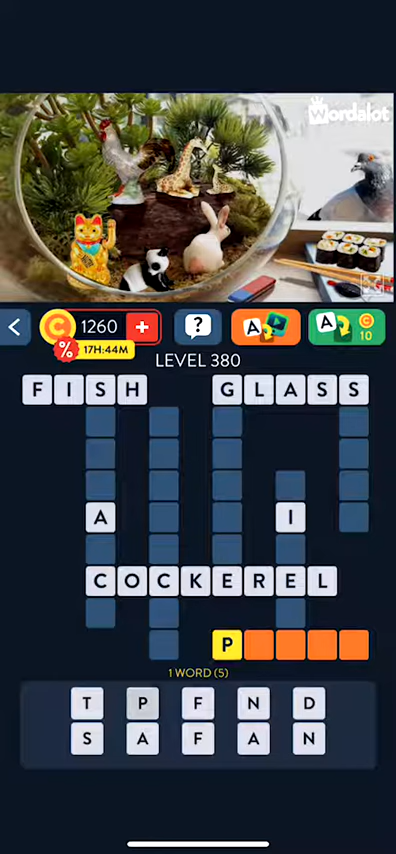 Wordalot
< C 1260 + ? A A C 10
% 17H:44M
LEVEL 380
FISH GLASS
A I
COCKEREL
P
1 WORD (5)
T P F N D
S A F A N